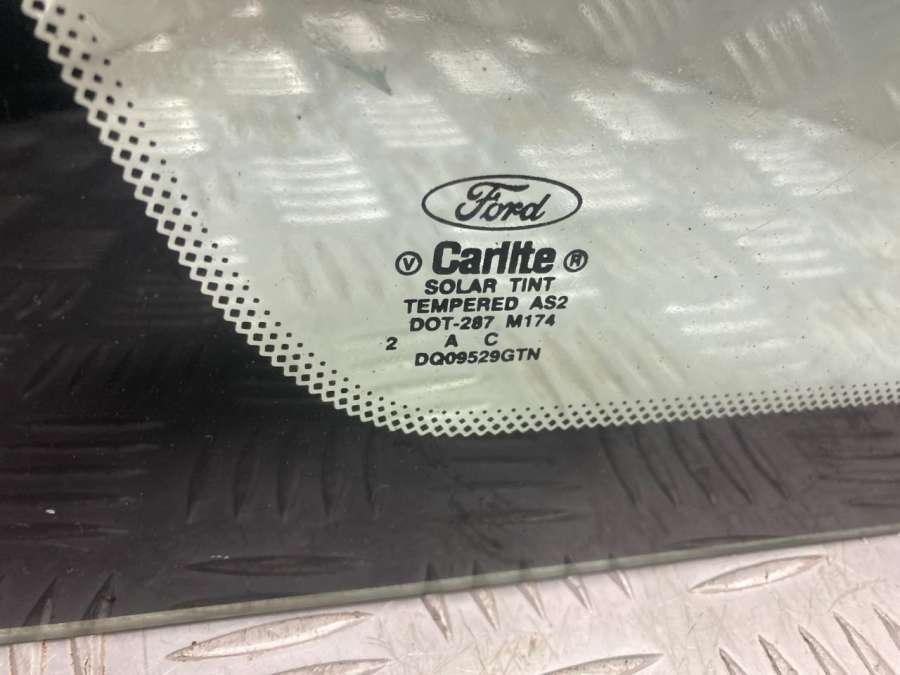 Ford
V Carlite R
SOLAR TINT
TEMPERED AS2
DOT-287 M174
2 A C
DQ09529GTN